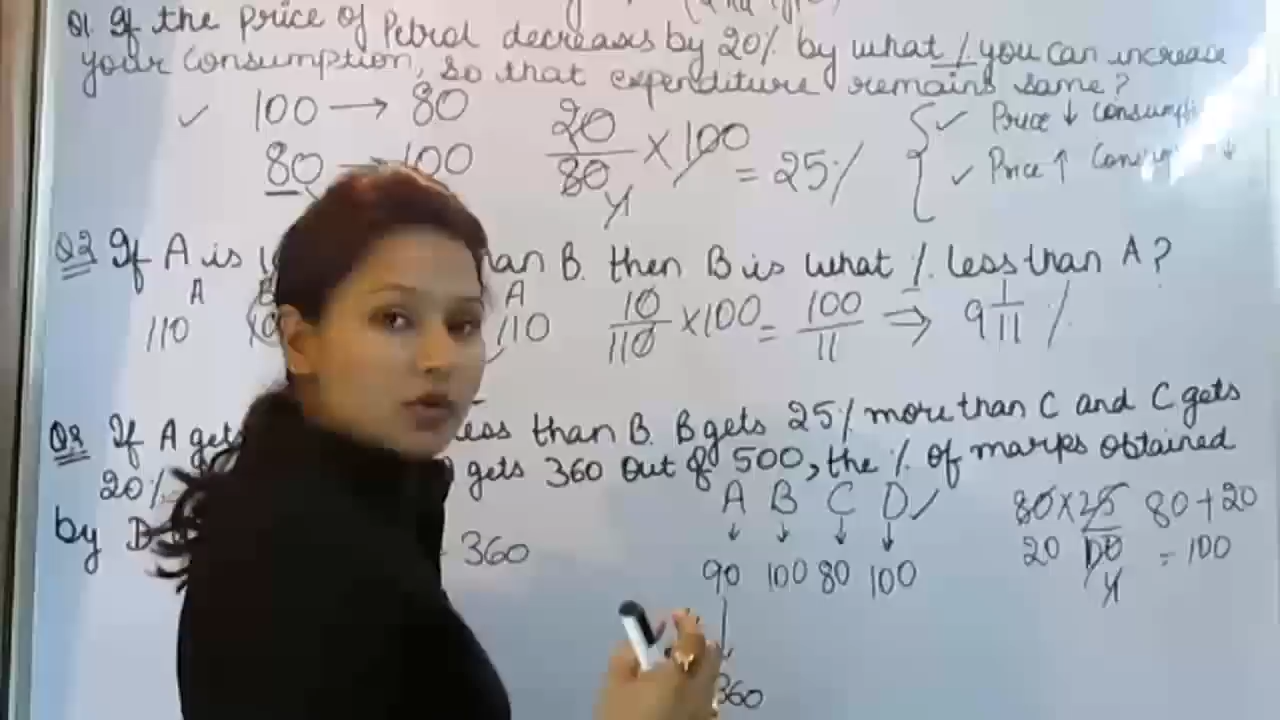 Q1. If the price of Petrol decreases by 20% by what % you can increase
your consumption, so that expenditure remains same?
✓ 100 → 80
80 → 100
20/80 × 100 = 25%
✓ Price ↓
✓ Price ↑
Q2 If A is than B. then B is what % less than A?
A
A
110
110
10/110 × 100 = 100/11 ⇒ 9 1/11 %
Q3 If A gets less than B. B gets 25% more than C and C gets
20% gets 360 out of 500, the % of marks obtained
by D
360
A B C D ✓
↓ ↓ ↓ ↓
90 100 80 100
↓
360
80×25 80+20
20 100 = 100